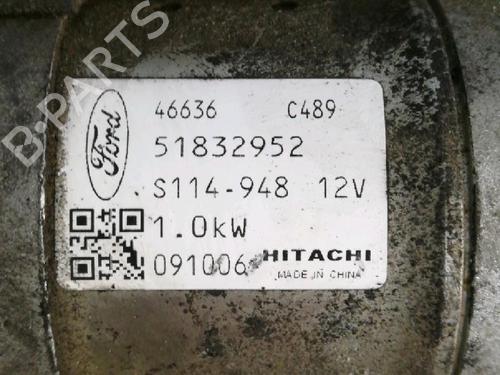 B-PARTS
Ford
46636 C489
51832952
S114-948 12V
1.0kW
091006 HITACHI
MADE IN CHINA